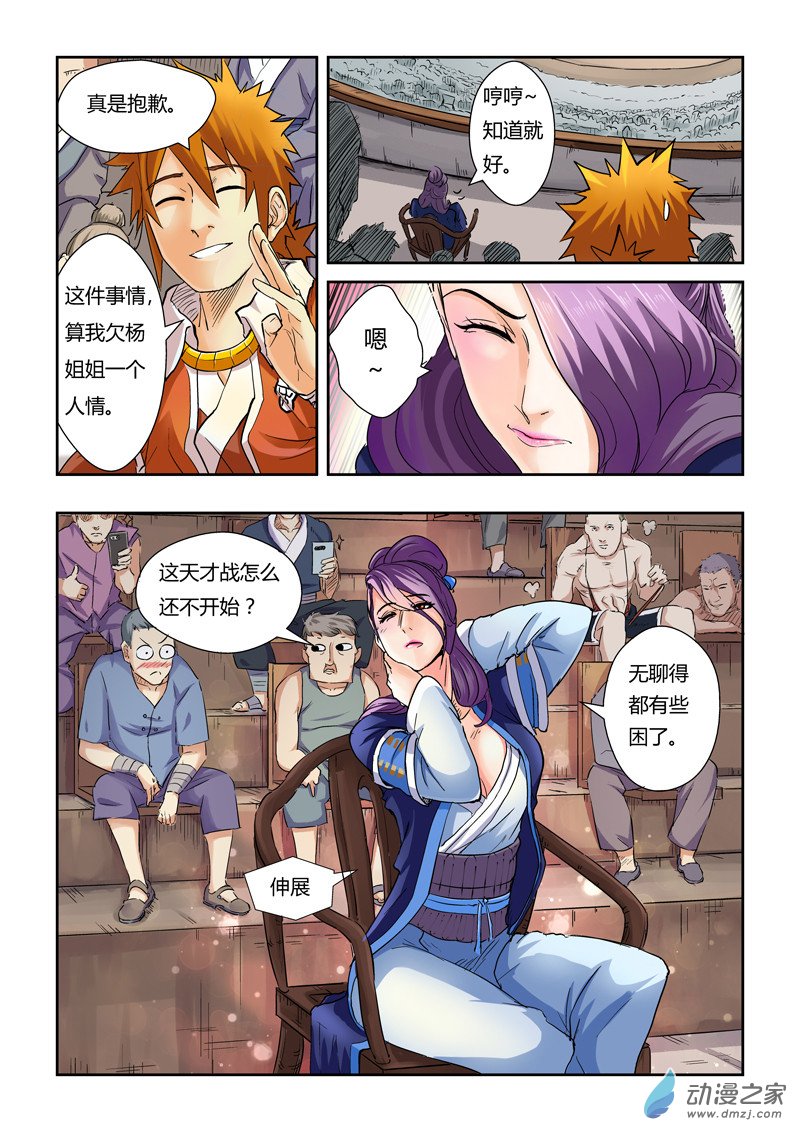 真是抱歉。
这件事情，
算我欠杨
姐姐一个
人情。
哼哼~
知道就
好。
嗯
~
这天才战怎么
还不开始？
无聊得
都有些
困了。
伸展
动漫之家
www.dmzj.com